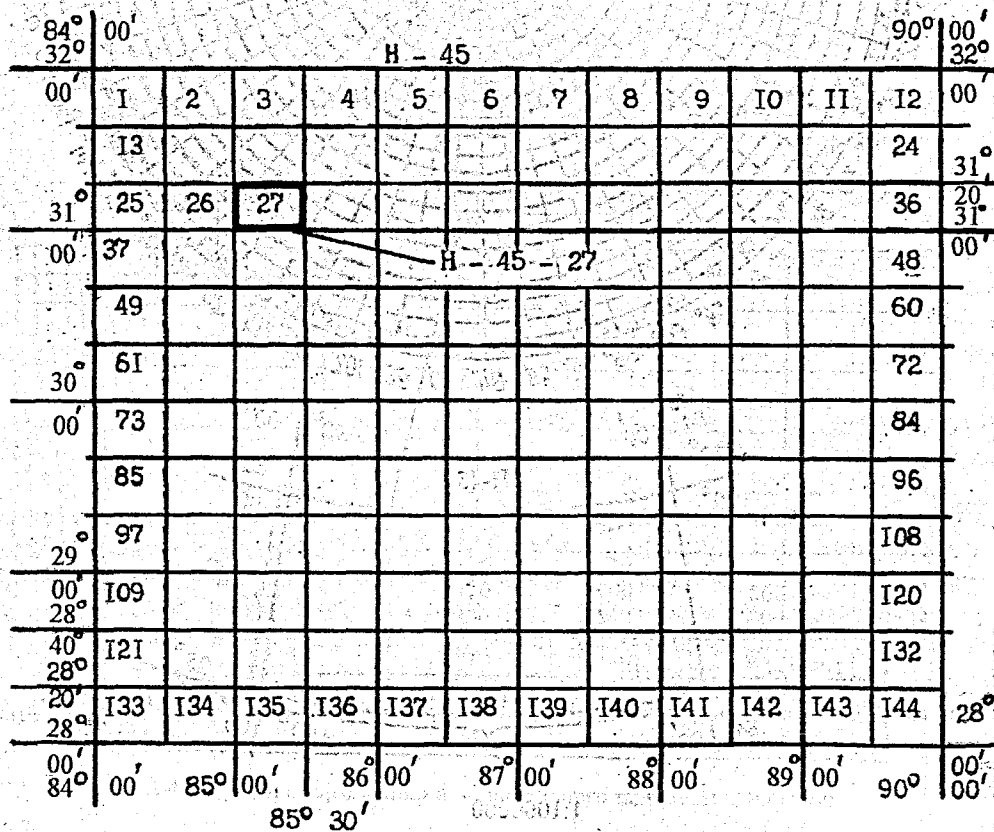 84° 00' 90° 00'
32° H - 45 32°
00' I 2 3 4 5 6 7 8 9 I0 II I2 00'
I3 24 31°
31° 25 26 27 36 20'
31°
00' 37 H - 45 - 27 48 00'
49 60
30° 6I 72
00' 73 84
85 96
29° 97 I08
00' I09 I20
28°
40° I2I I32
28°
20' I33 I34 I35 I36 I37 I38 I39 I40 I4I I42 I43 I44 28°
28°
00' 00'
84° 00' 85° 00' 86° 00' 87° 00' 88° 00' 89° 00' 90° 00'
85° 30'